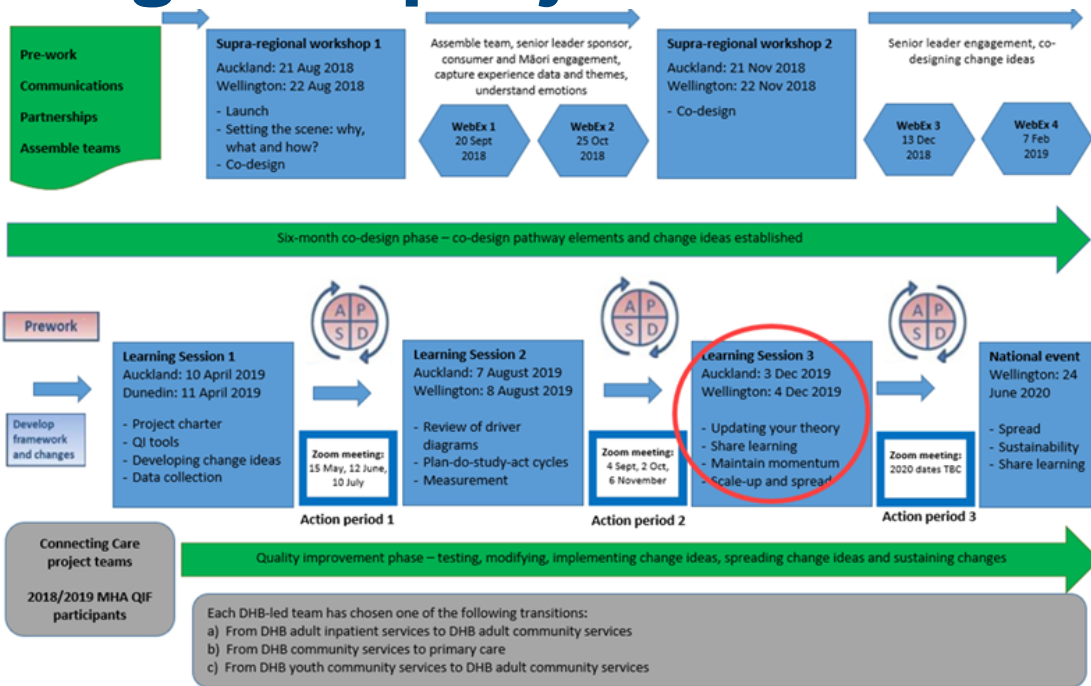 Pre-work
Communications
Partnerships
Assemble teams
Supra-regional workshop 1
Auckland: 21 Aug 2018
Wellington: 22 Aug 2018
- Launch
- Setting the scene: why,
what and how?
- Co-design
Assemble team, senior leader sponsor,
consumer and Māori engagement,
capture experience data and themes,
understand emotions
WebEx 1
20 Sept
2018
WebEx 2
25 Oct
2018
Supra-regional workshop 2
Auckland: 21 Nov 2018
Wellington: 22 Nov 2018
- Co-design
Senior leader engagement, co-
designing change ideas
WebEx 3
13 Dec
2018
WebEx 4
7 Feb
2019
Six-month co-design phase – co-design pathway elements and change ideas established
Prework
Develop
framework
and changes
Learning Session 1
Auckland: 10 April 2019
Dunedin: 11 April 2019
- Project charter
- QI tools
- Developing change ideas
- Data collection
A P
S D
Zoom meeting:
15 May, 12 June,
10 July
Action period 1
Learning Session 2
Auckland: 7 August 2019
Wellington: 8 August 2019
- Review of driver
diagrams
- Plan-do-study-act cycles
- Measurement
A P
S D
Zoom meeting:
4 Sept, 2 Oct,
6 November
Action period 2
Learning Session 3
Auckland: 3 Dec 2019
Wellington: 4 Dec 2019
- Updating your theory
- Share learning
- Maintain momentum
- Scale-up and spread
A P
S D
Zoom meeting:
2020 dates TBC
Action period 3
National event
Wellington: 24
June 2020
- Spread
- Sustainability
- Share learning
Connecting Care
project teams
2018/2019 MHA QIF
participants
Quality improvement phase – testing, modifying, implementing change ideas, spreading change ideas and sustaining changes
Each DHB-led team has chosen one of the following transitions:
a) From DHB adult inpatient services to DHB adult community services
b) From DHB community services to primary care
c) From DHB youth community services to DHB adult community services